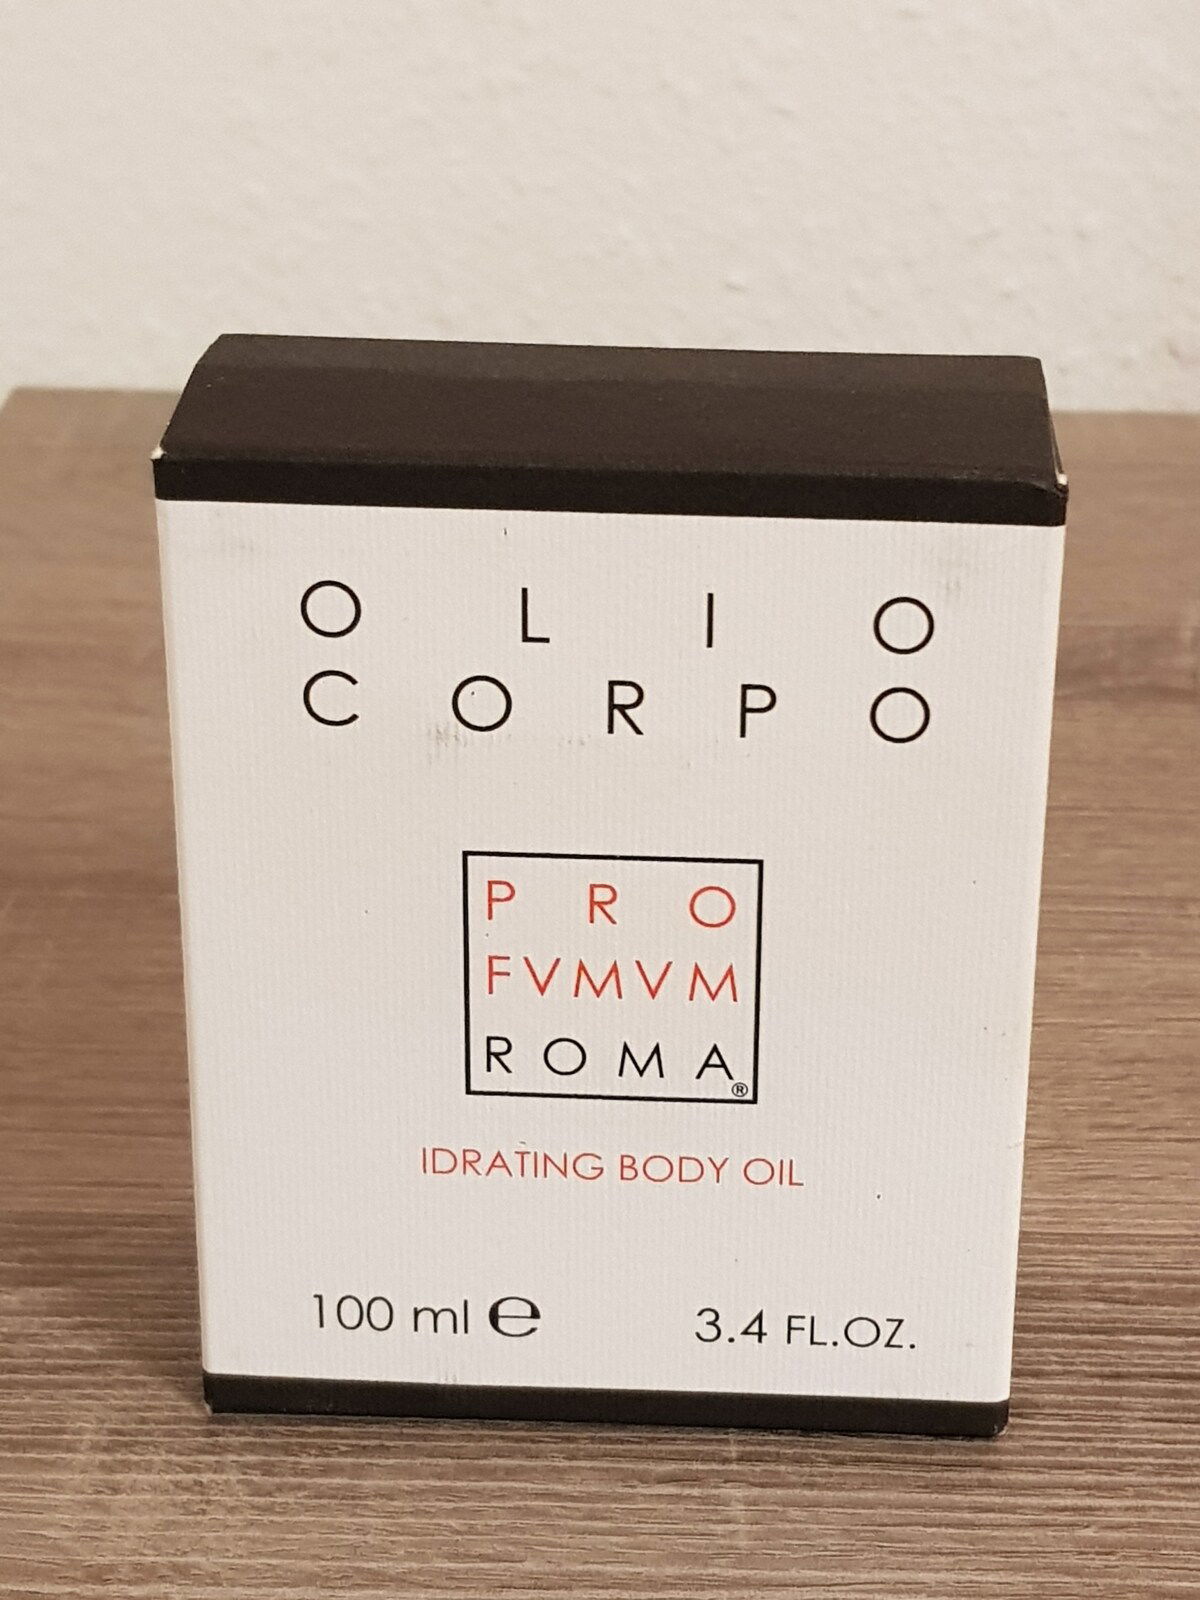 OLIO
CORPO
PRO
FVMVM
ROMA®
IDRATING BODY OIL
100 ml ℮ 3.4 FL.OZ.